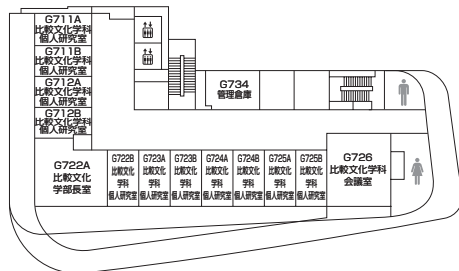 G711A
比較文化学科
個人研究室
G711B
比較文化学科
個人研究室
G712A
比較文化学科
個人研究室
G712B
比較文化学科
個人研究室
G734
管理倉庫
G722A
比較文化
学部長室
G722B
比較文化
学科
個人研究室
G723A
比較文化
学科
個人研究室
G723B
比較文化
学科
個人研究室
G724A
比較文化
学科
個人研究室
G724B
比較文化
学科
個人研究室
G725A
比較文化
学科
個人研究室
G725B
比較文化
学科
個人研究室
G726
比較文化学科
会議室